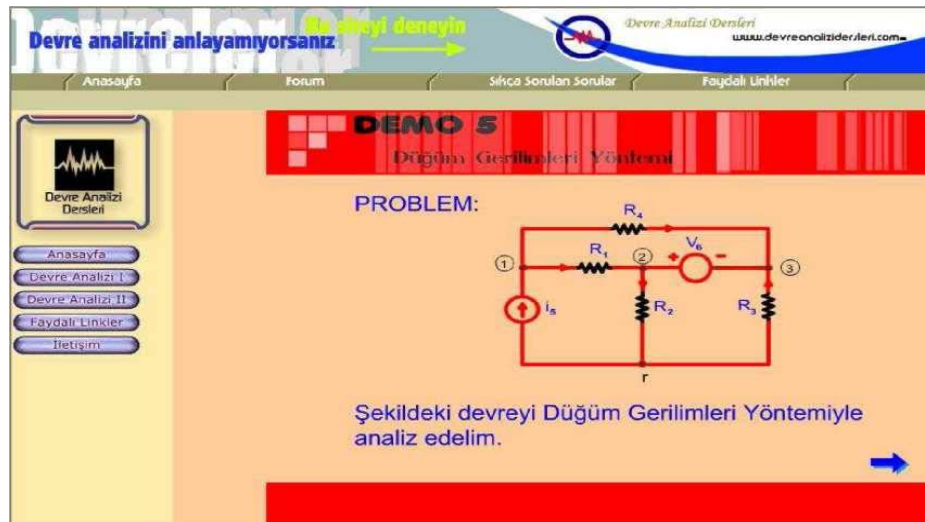 Devre analizini anlayamıyorsanız
deneyin
Devre Analizi Dersleri
www.devreanalizidersleri.com
Anasayfa
Forum
Sıkça Sorulan Sorular
Faydalı Linkler
Devre Analizi
Dersleri
Anasayfa
Devre Analizi I
Devre Analizi II
Faydalı Linkler
İletişim
DEMO 5
Düğüm Gerilimleri Yöntemi
PROBLEM:
R4
1
R1
2
V6
+
-
3
i5
R2
R3
r
Şekildeki devreyi Düğüm Gerilimleri Yöntemiyle
analiz edelim.